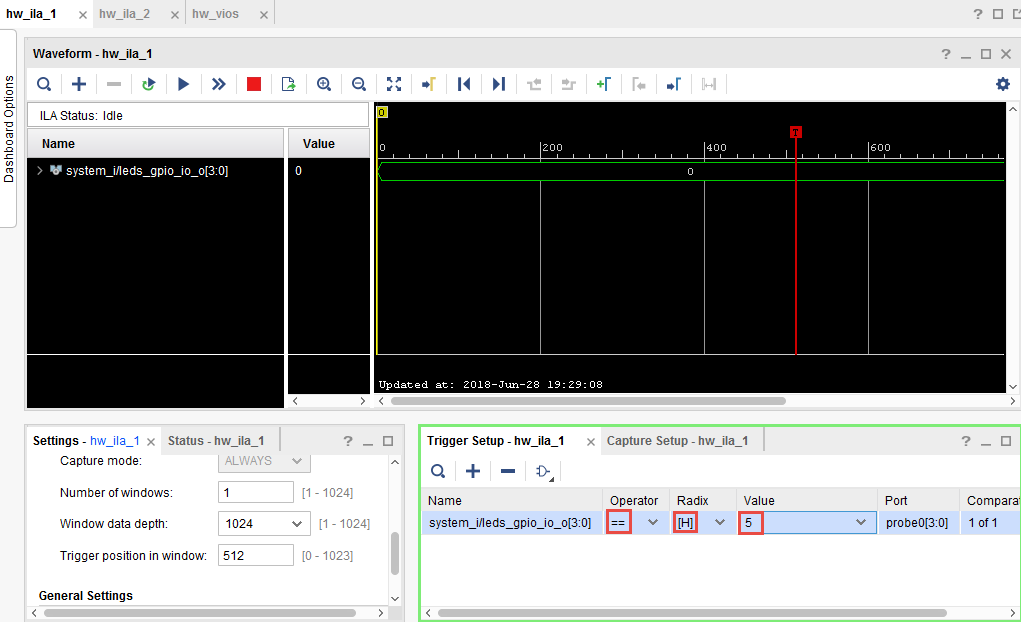 hw_ila_1 × hw_ila_2 × hw_vios ×
?
Dashboard Options
Waveform - hw_ila_1
?
ILA Status: Idle
Name
Value
system_i/leds_gpio_io_o[3:0]
0
0
T
0 200 400 600
0
Updated at: 2018-Jun-28 19:29:08
Settings - hw_ila_1 × Status - hw_ila_1
?
Capture mode: ALWAYS
Number of windows: 1 [1 - 1024]
Window data depth: 1024 [1 - 1024]
Trigger position in window: 512 [0 - 1023]
General Settings
Trigger Setup - hw_ila_1 × Capture Setup - hw_ila_1
?
Name Operator Radix Value Port Comparat
system_i/leds_gpio_io_o[3:0] == [H] 5 probe0[3:0] 1 of 1